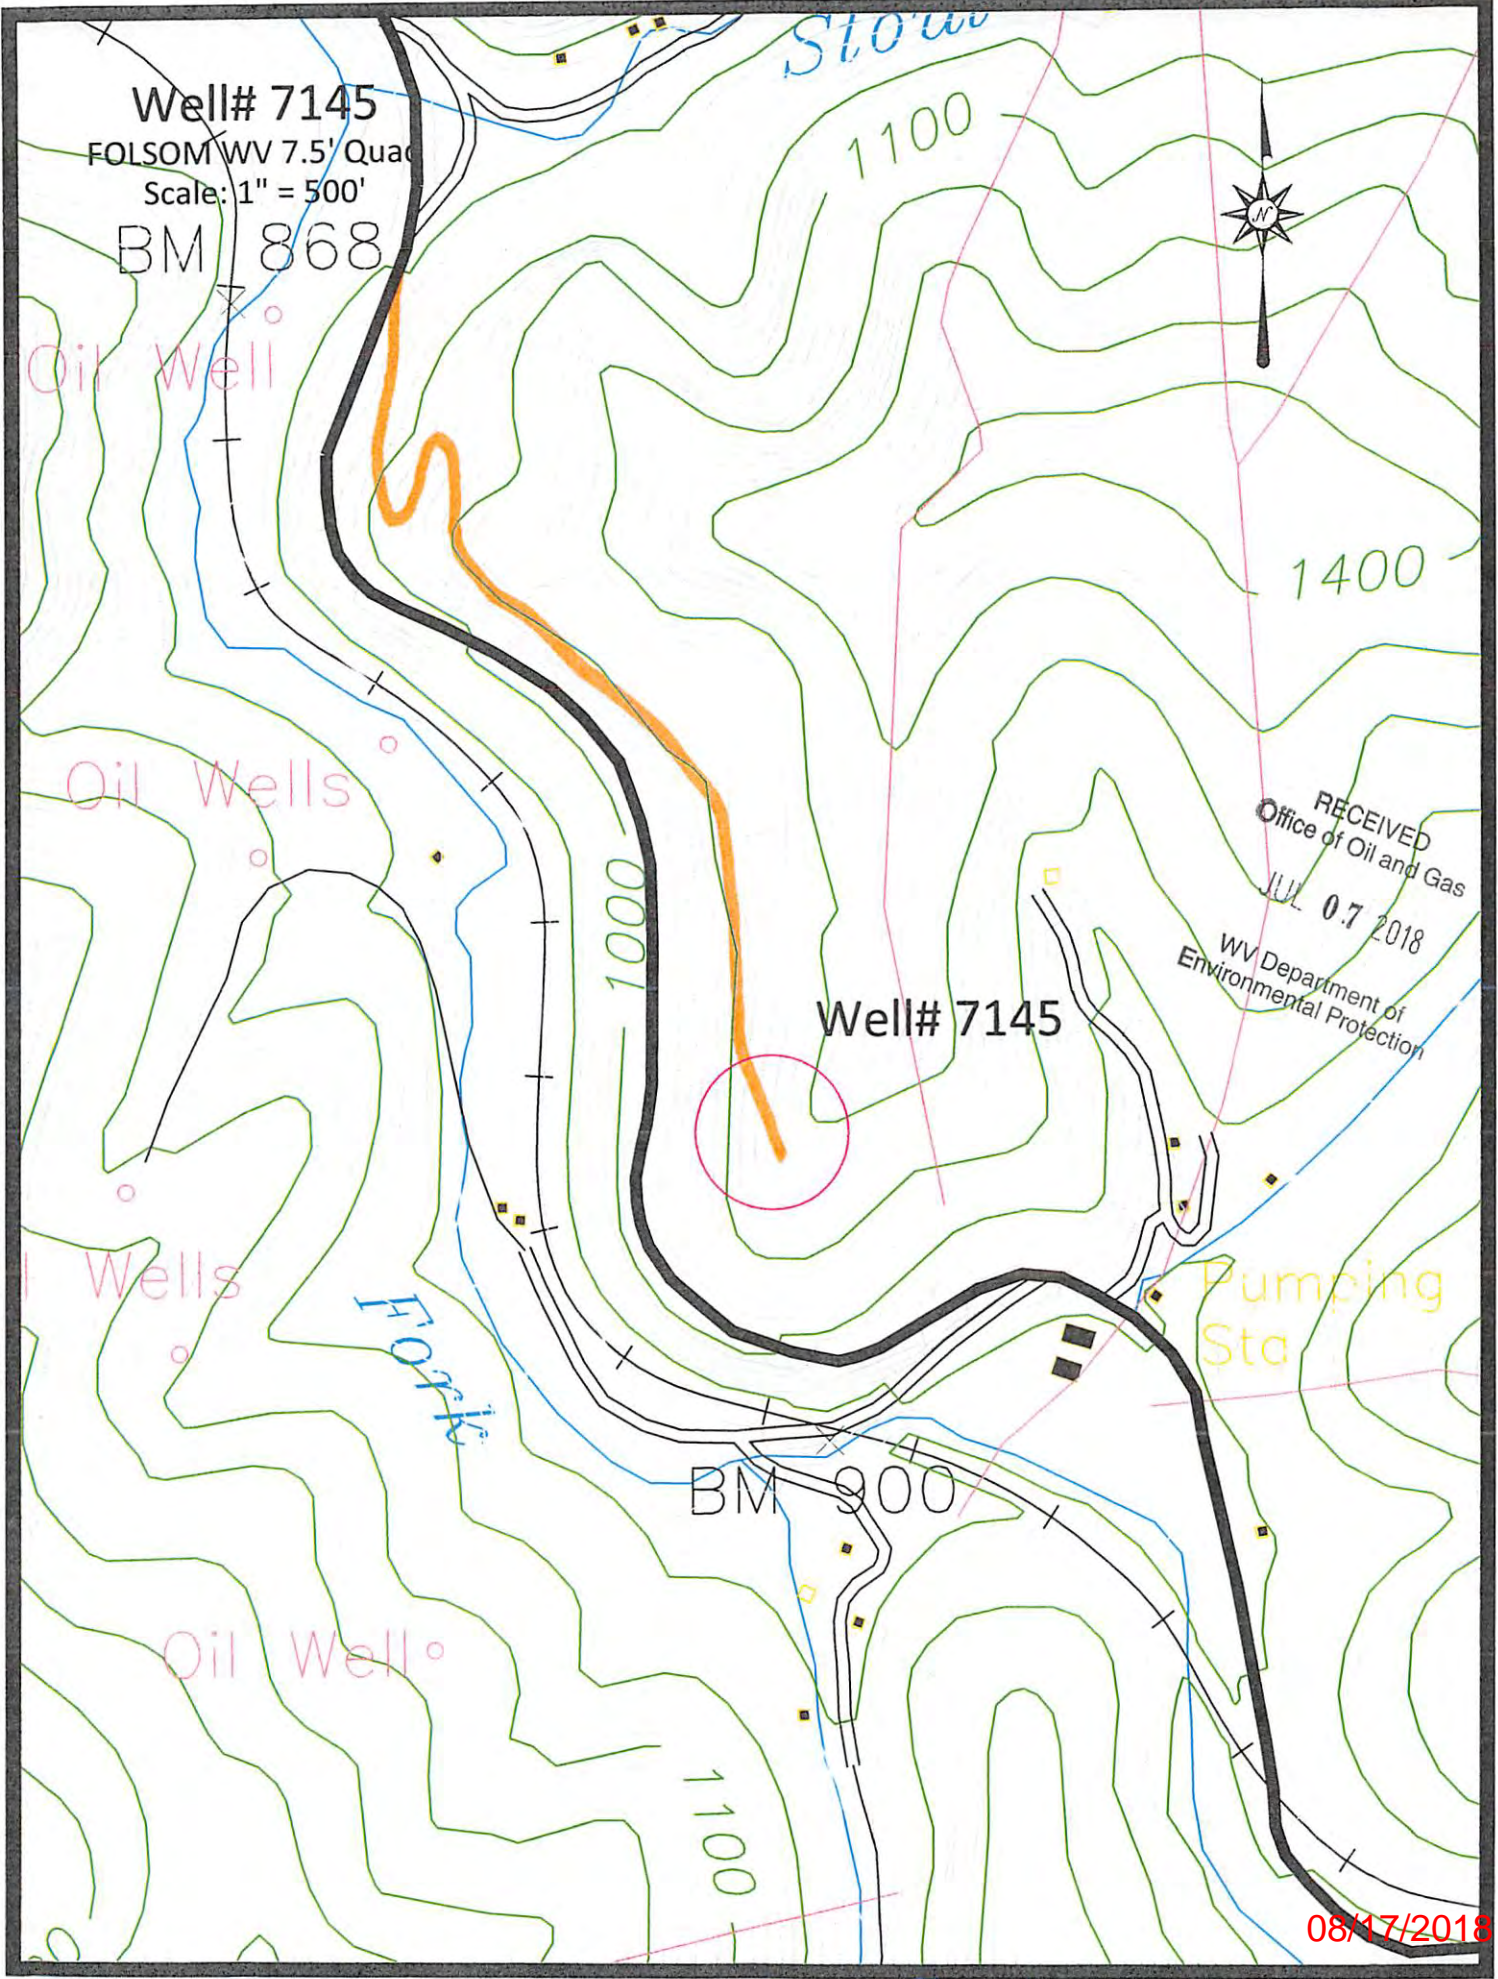 Well# 7145
FOLSOM WV 7.5' Quad
Scale: 1" = 500'
BM 868
1100
N
Oil Well
1400
Oil Wells
RECEIVED
Office of Oil and Gas
JUL 07 2018
WV Department of
Environmental Protection
1000
Well# 7145
l Wells
Fork
Pumping
Sta
BM 900
Oil Well
1100
08/17/2018